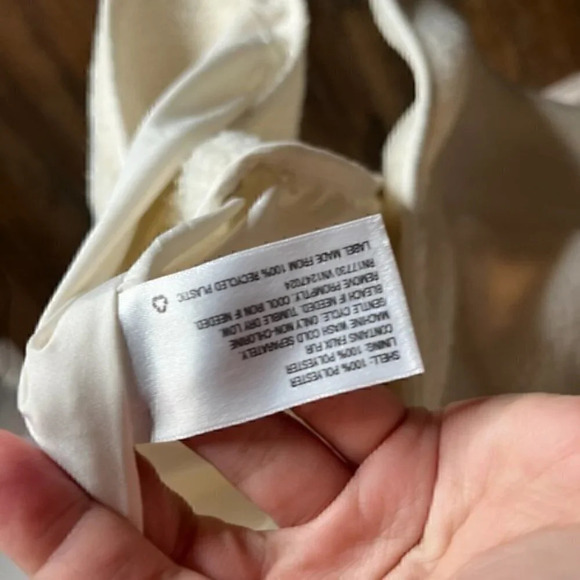 SHELL: 100% POLYESTER
LINING: 100% POLYESTER
CONTAINS FAUX FUR
MACHINE WASH COLD SEPARATELY.
GENTLE CYCLE. ONLY NON-CHLORINE
BLEACH IF NEEDED. TUMBLE DRY LOW.
REMOVE PROMPTLY. COOL IRON IF NEEDED.
RN17730 VN1247024
LABEL MADE FROM 100% RECYCLED PLASTIC